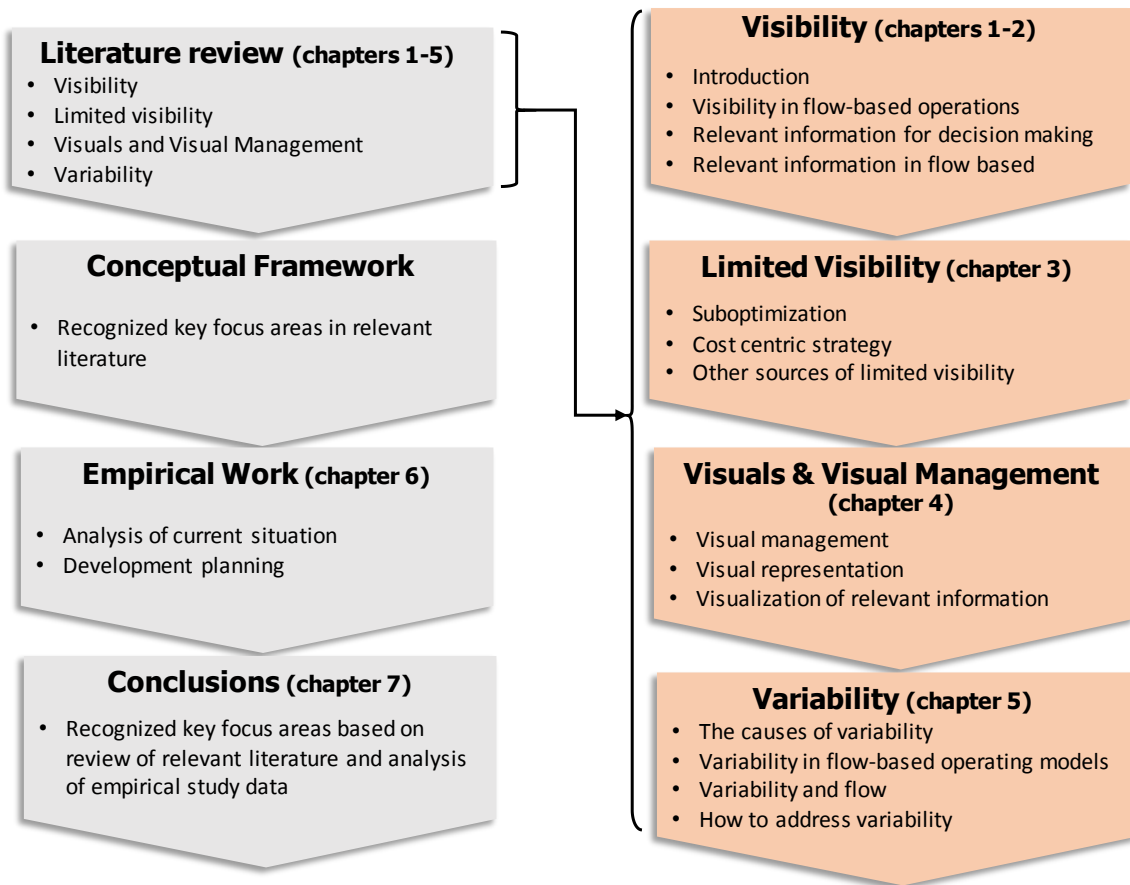 Literature review (chapters 1-5)
• Visibility
• Limited visibility
• Visuals and Visual Management
• Variability
Conceptual Framework
• Recognized key focus areas in relevant
literature
Empirical Work (chapter 6)
• Analysis of current situation
• Development planning
Conclusions (chapter 7)
• Recognized key focus areas based on
review of relevant literature and analysis
of empirical study data
Visibility (chapters 1-2)
• Introduction
• Visibility in flow-based operations
• Relevant information for decision making
• Relevant information in flow based
Limited Visibility (chapter 3)
• Suboptimization
• Cost centric strategy
• Other sources of limited visibility
Visuals & Visual Management
(chapter 4)
• Visual management
• Visual representation
• Visualization of relevant information
Variability (chapter 5)
• The causes of variability
• Variability in flow-based operating models
• Variability and flow
• How to address variability